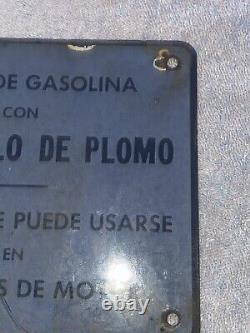 DE GASOLINA
CON
LO DE PLOMO
E PUEDE USARSE
EN
S DE MO